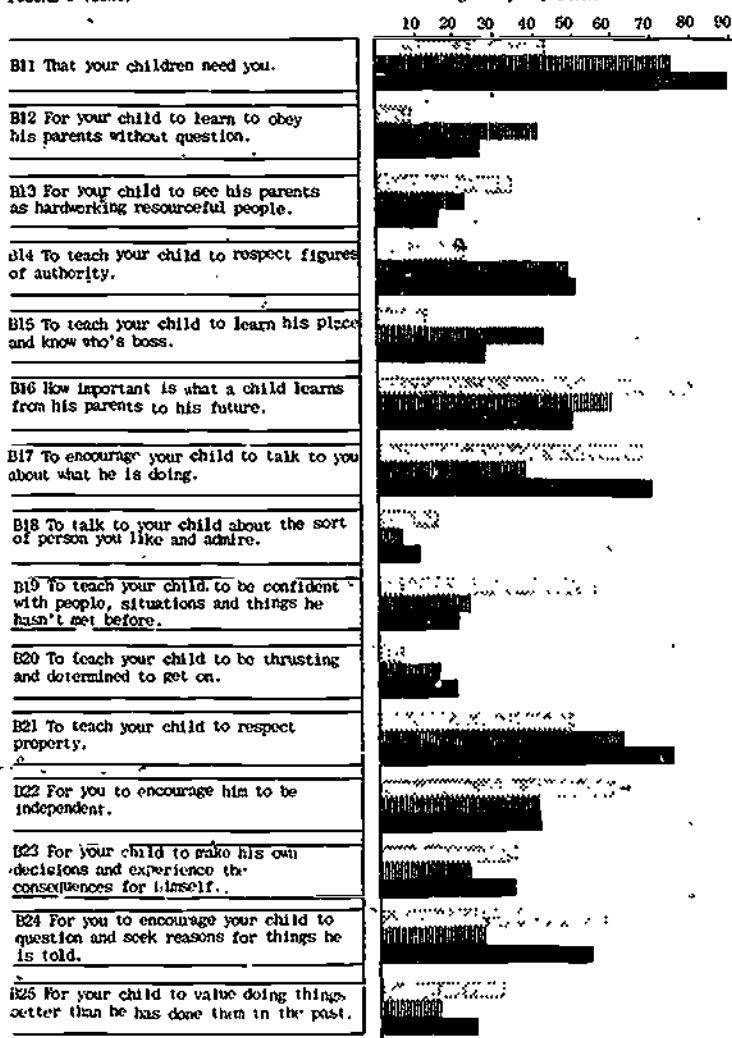 10 20 30 40 50 60 70 80 90
B11 That your children need you.
B12 For your child to learn to obey
his parents without question.
B13 For your child to see his parents
as hardworking resourceful people.
B14 To teach your child to respect figures
of authority.
B15 To teach your child to learn his place
and know who's boss.
B16 How important is what a child learns
from his parents to his future.
B17 To encourage your child to talk to you
about what he is doing.
B18 To talk to your child about the sort
of person you like and admire.
B19 To teach your child to be confident
with people, situations and things he
hasn't met before.
B20 To teach your child to be thrusting
and determined to get on.
B21 To teach your child to respect
property.
B22 For you to encourage him to be
independent.
B23 For your child to make his own
decisions and experience the
consequences for himself.
B24 For you to encourage your child to
question and seek reasons for things he
is told.
B25 For your child to value doing things
better than he has done them in the past.